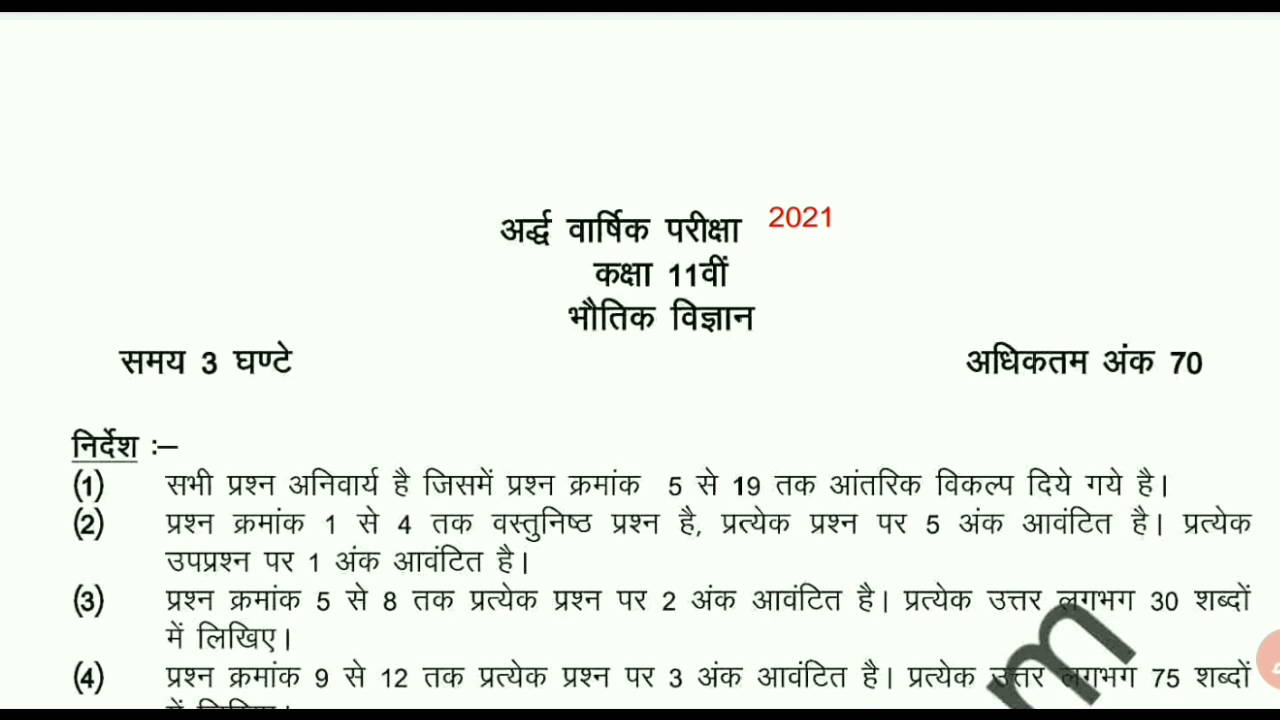 अर्द्ध वार्षिक परीक्षा 2021
कक्षा 11वीं
भौतिक विज्ञान
समय 3 घण्टे अधिकतम अंक 70
निर्देश :–
(1) सभी प्रश्न अनिवार्य है जिसमें प्रश्न क्रमांक 5 से 19 तक आंतरिक विकल्प दिये गये है।
(2) प्रश्न क्रमांक 1 से 4 तक वस्तुनिष्ठ प्रश्न है, प्रत्येक प्रश्न पर 5 अंक आवंटित है। प्रत्येक
उपप्रश्न पर 1 अंक आवंटित है।
(3) प्रश्न क्रमांक 5 से 8 तक प्रत्येक प्रश्न पर 2 अंक आवंटित है। प्रत्येक उत्तर लगभग 30 शब्दों
में लिखिए।
(4) प्रश्न क्रमांक 9 से 12 तक प्रत्येक प्रश्न पर 3 अंक आवंटित है। प्रत्येक उत्तर लगभग 75 शब्दों
में लिखिए।
m